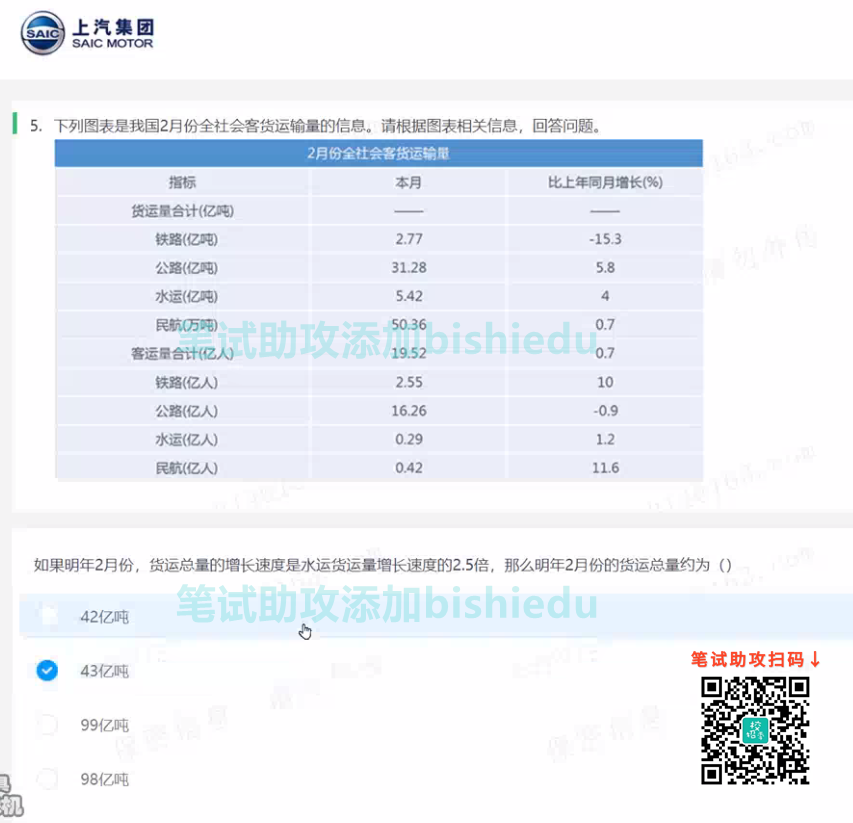 上汽集团
SAIC
SAIC MOTOR
5. 下列图表是我国2月份全社会客货运输量的信息。请根据图表相关信息，回答问题。
2月份全社会客货运输量
指标 本月 比上年同月增长(%)
货运量合计(亿吨) —— ——
铁路(亿吨) 2.77 -15.3
公路(亿吨) 31.28 5.8
水运(亿吨) 5.42 4
民航(万吨) 50.36 0.7
笔试助攻添加bishiedu
客运量合计(亿人) 19.52 0.7
铁路(亿人) 2.55 10
公路(亿人) 16.26 -0.9
水运(亿人) 0.29 1.2
民航(亿人) 0.42 11.6
如果明年2月份，货运总量的增长速度是水运货运量增长速度的2.5倍，那么明年2月份的货运总量约为（）
笔试助攻添加bishiedu
42亿吨
43亿吨
笔试助攻扫码↓
99亿吨
保密信息
保密信息
98亿吨